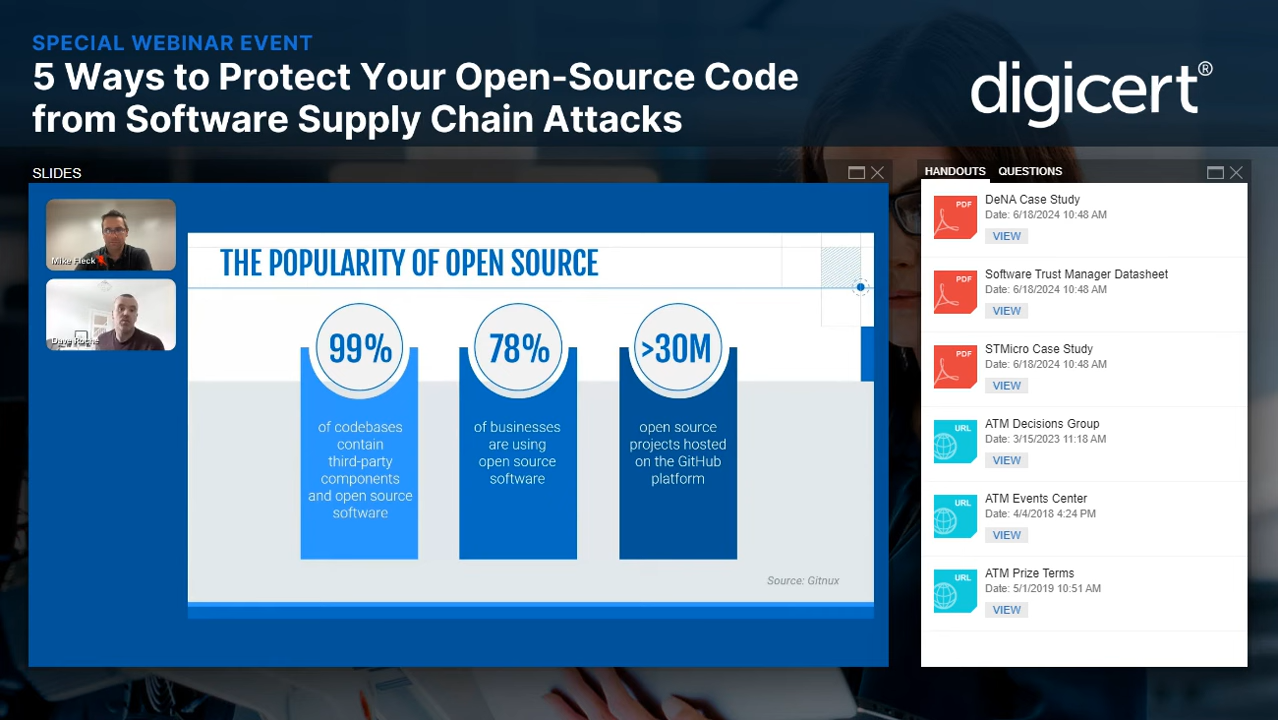 SPECIAL WEBINAR EVENT
5 Ways to Protect Your Open-Source Code
from Software Supply Chain Attacks
digicert®
SLIDES
Mike Fleck
Dave Roche
THE POPULARITY OF OPEN SOURCE
99%
of codebases
contain
third-party
components
and open source
software
78%
of businesses
are using
open source
software
>30M
open source
projects hosted
on the GitHub
platform
Source: Gitnux
HANDOUTS QUESTIONS
PDF
DeNA Case Study
Date: 6/18/2024 10:48 AM
VIEW
PDF
Software Trust Manager Datasheet
Date: 6/18/2024 10:48 AM
VIEW
PDF
STMicro Case Study
Date: 6/18/2024 10:48 AM
VIEW
URL
ATM Decisions Group
Date: 3/15/2023 11:18 AM
VIEW
URL
ATM Events Center
Date: 4/4/2018 4:24 PM
VIEW
URL
ATM Prize Terms
Date: 5/1/2019 10:51 AM
VIEW